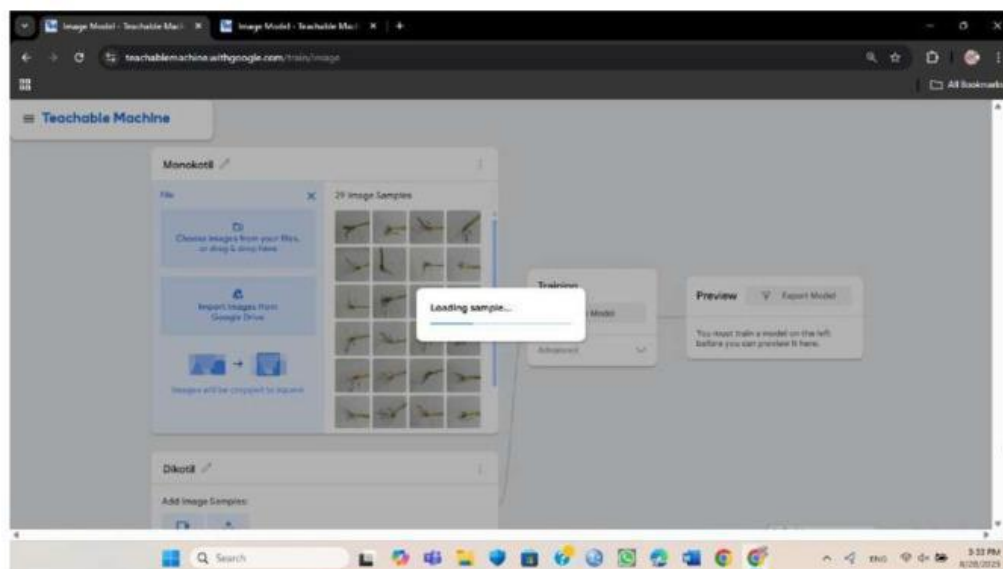 Image Model - Teachable Mac
Image Model - Teachable Mac
teachablemachine.withgoogle.com/train/image
All Bookmarks
Teachable Machine
Monokotil
File
29 Image Samples
Choose images from your files,
or drag & drop here
Import images from
Google Drive
Images will be cropped to square
Training
Model
Advanced
Loading sample...
Preview
Export Model
You must train a model on the left
before you can preview it here.
Dikotil
Add Image Samples:
Search
ENG
3:33 PM